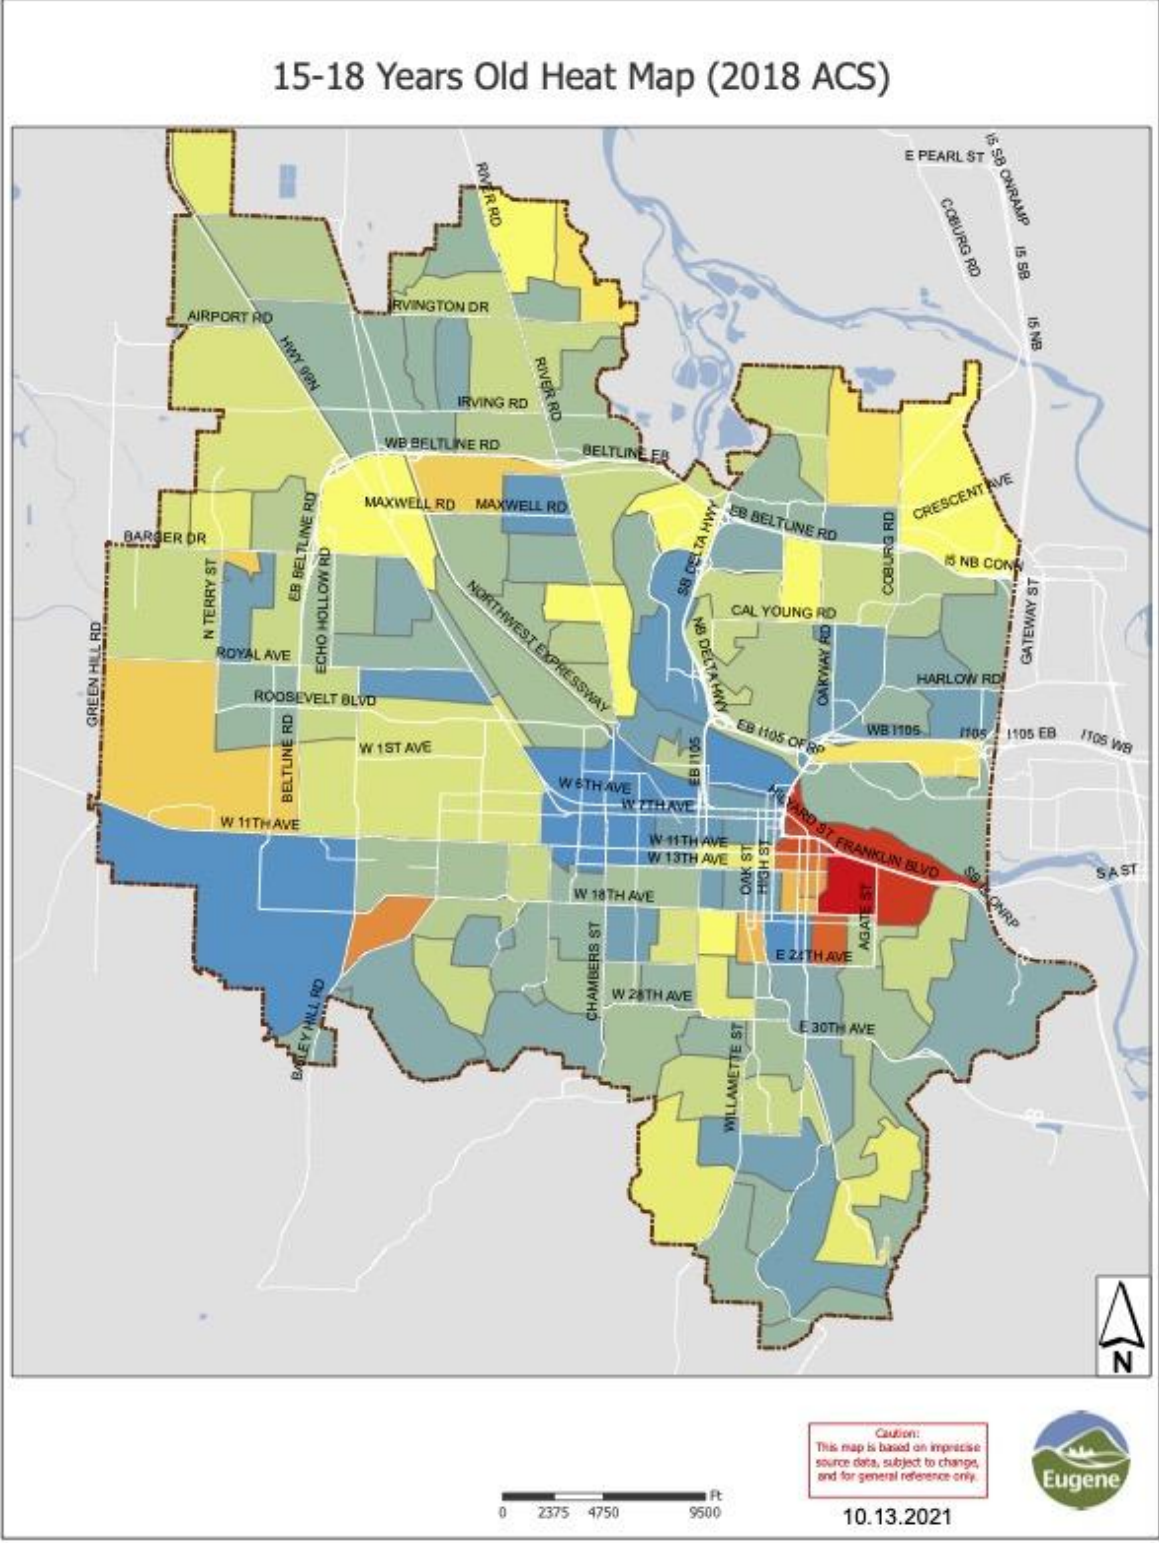 15-18 Years Old Heat Map (2018 ACS)
E PEARL ST
I5 SB ONRAMP
COBURG RD
I5 SB
I5 NB
RIVER RD
IRVINGTON DR
AIRPORT RD
HWY 99N
RIVER RD
IRVING RD
WB BELTLINE RD
BELTLINE EB
MAXWELL RD
MAXWELL RD
CRESCENT AVE
EB BELTLINE RD
COBURG RD
BARGER DR
I5 NB CONN
N TERRY ST
EB BELTLINE RD
ECHO HOLLOW RD
SB DELTA HWY
NORTHWEST EXPRESSWAY
CAL YOUNG RD
NB DELTA HWY
OAKWAY RD
GATEWAY ST
ROYAL AVE
GREEN HILL RD
HARLOW RD
ROOSEVELT BLVD
EB I105 OFRP
WB I105
I105
I105 EB
I105 WB
W 1ST AVE
BELTLINE RD
EB I105
W 6TH AVE
W 7TH AVE
HILYARD ST
W 11TH AVE
W 11TH AVE
W 13TH AVE
FRANKLIN BLVD
OAK ST
HIGH ST
SB I5 ONRP
S A ST
W 18TH AVE
AGATE ST
CHAMBERS ST
E 24TH AVE
W 28TH AVE
BAILEY HILL RD
E 30TH AVE
WILLAMETTE ST
N
Caution:
This map is based on imprecise
source data, subject to change,
and for general reference only.
Eugene
Ft
0 2375 4750 9500
10.13.2021